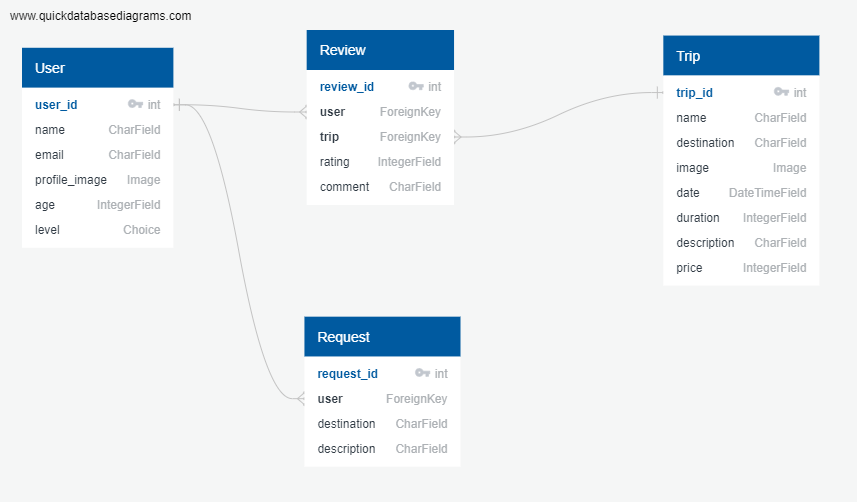 www.quickdatabasediagrams.com
User
user_id int
name CharField
email CharField
profile_image Image
age IntegerField
level Choice
Review
review_id int
user ForeignKey
trip ForeignKey
rating IntegerField
comment CharField
Trip
trip_id int
name CharField
destination CharField
image Image
date DateTimeField
duration IntegerField
description CharField
price IntegerField
Request
request_id int
user ForeignKey
destination CharField
description CharField